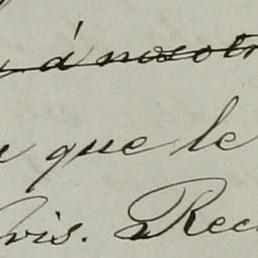 á nosotr
que le
vis. Rec